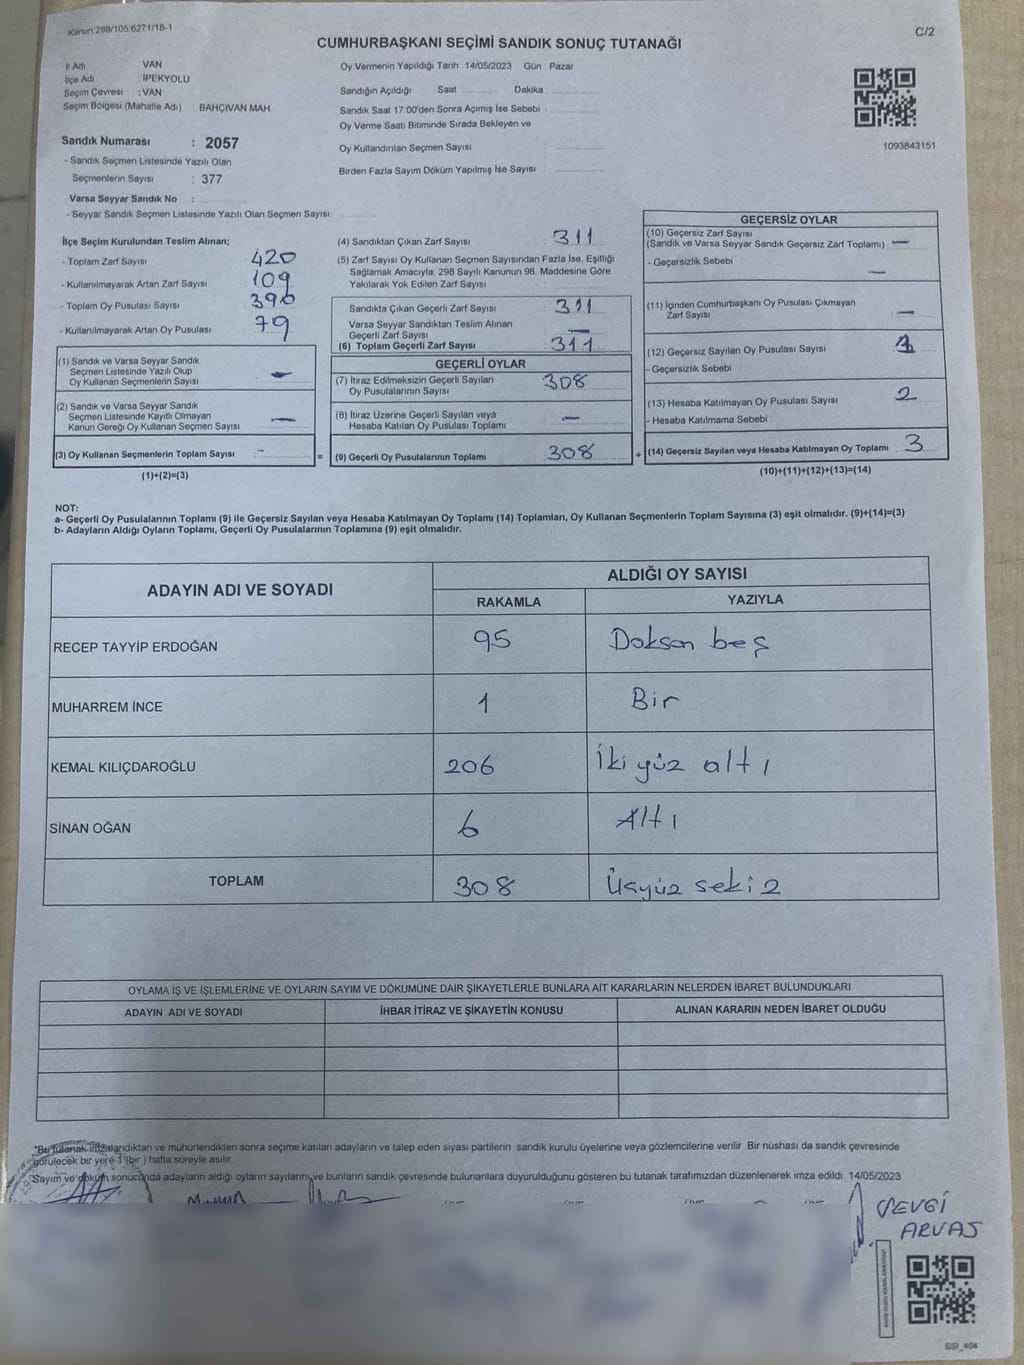 Kanun:298/105;6271/18-1
C/2
CUMHURBAŞKANI SEÇİMİ SANDIK SONUÇ TUTANAĞI
İl Adı VAN
İlçe Adı İPEKYOLU
Seçim Çevresi : VAN
Seçim Bölgesi (Mahalle Adı) BAHÇIVAN MAH.
Sandık Numarası : 2057
- Sandık Seçmen Listesinde Yazılı Olan
Seçmenlerin Sayısı : 377
Varsa Seyyar Sandık No :
- Seyyar Sandık Seçmen Listesinde Yazılı Olan Seçmen Sayısı
Oy Vermenin Yapıldığı Tarih :14/05/2023 Gün : Pazar
Sandığın Açıldığı Saat Dakika
Sandık Saat 17.00'den Sonra Açılmış İse Sebebi
Oy Verme Saati Bitiminde Sırada Bekleyen ve
Oy Kullandırılan Seçmen Sayısı
Birden Fazla Sayım Döküm Yapılmış İse Sayısı
1093843151
İlçe Seçim Kurulundan Teslim Alınan;
- Toplam Zarf Sayısı 420
- Kullanılmayarak Artan Zarf Sayısı 109
- Toplam Oy Pusulası Sayısı 390
- Kullanılmayarak Artan Oy Pusulası 79
(1) Sandık ve Varsa Seyyar Sandık
Seçmen Listesinde Yazılı Olup
Oy Kullanan Seçmenlerin Sayısı —
(2) Sandık ve Varsa Seyyar Sandık
Seçmen Listesinde Kayıtlı Olmayan
Kanun Gereği Oy Kullanan Seçmen Sayısı —
(3) Oy Kullanan Seçmenlerin Toplam Sayısı - =
(1)+(2)=(3)
(4) Sandıktan Çıkan Zarf Sayısı 311
(5) Zarf Sayısı Oy Kullanan Seçmen Sayısından Fazla İse, Eşitliği
Sağlamak Amacıyla; 298 Sayılı Kanunun 98. Maddesine Göre
Yakılarak Yok Edilen Zarf Sayısı
Sandıkta Çıkan Geçerli Zarf Sayısı 311
Varsa Seyyar Sandıktan Teslim Alınan
Geçerli Zarf Sayısı —
(6) Toplam Geçerli Zarf Sayısı 311
GEÇERLİ OYLAR
(7) İtiraz Edilmeksizin Geçerli Sayılan
Oy Pusulalarının Sayısı 308
(8) İtiraz Üzerine Geçerli Sayılan veya
Hesaba Katılan Oy Pusulası Toplamı —
(9) Geçerli Oy Pusulalarının Toplamı 308 +
GEÇERSİZ OYLAR
(10) Geçersiz Zarf Sayısı
(Sandık ve Varsa Seyyar Sandık Geçersiz Zarf Toplamı) —
- Geçersizlik Sebebi —
(11) İçinden Cumhurbaşkanı Oy Pusulası Çıkmayan
Zarf Sayısı —
(12) Geçersiz Sayılan Oy Pusulası Sayısı 1
- Geçersizlik Sebebi
(13) Hesaba Katılmayan Oy Pusulası Sayısı 2
- Hesaba Katılmama Sebebi
(14) Geçersiz Sayılan veya Hesaba Katılmayan Oy Toplamı 3
(10)+(11)+(12)+(13)=(14)
NOT:
a- Geçerli Oy Pusulalarının Toplamı (9) ile Geçersiz Sayılan veya Hesaba Katılmayan Oy Toplamı (14) Toplamları, Oy Kullanan Seçmenlerin Toplam Sayısına (3) eşit olmalıdır. (9)+(14)=(3)
b- Adayların Aldığı Oyların Toplamı, Geçerli Oy Pusulalarının Toplamına (9) eşit olmalıdır.
ADAYIN ADI VE SOYADI ALDIĞI OY SAYISI
RAKAMLA YAZIYLA
RECEP TAYYİP ERDOĞAN 95 Doksan beş
MUHARREM İNCE 1 Bir
KEMAL KILIÇDAROĞLU 206 İki yüz altı
SİNAN OĞAN 6 Altı
TOPLAM 308 Üçyüz sekiz
OYLAMA İŞ VE İŞLEMLERİNE VE OYLARIN SAYIM VE DÖKÜMÜNE DAİR ŞİKAYETLERLE BUNLARA AİT KARARLARIN NELERDEN İBARET BULUNDUKLARI
ADAYIN ADI VE SOYADI İHBAR İTİRAZ VE ŞİKAYETİN KONUSU ALINAN KARARIN NEDEN İBARET OLDUĞU
*Bu tutanak imzalandıktan ve mühürlendikten sonra seçime katılan adayların ve talep eden siyasi partilerin sandık kurulu üyelerine veya gözlemcilerine verilir. Bir nüshası da sandık çevresinde
görülecek bir yere 1 (bir ) hafta süreyle asılır.
Sayım ve döküm sonucunda adayların aldığı oyların sayılarını ve bunların sandık çevresinde bulunanlara duyurulduğunu gösteren bu tutanak tarafımızdan düzenlenerek imza edildi. 14/05/2023
SEVGİ
ARVAS
SSI_404